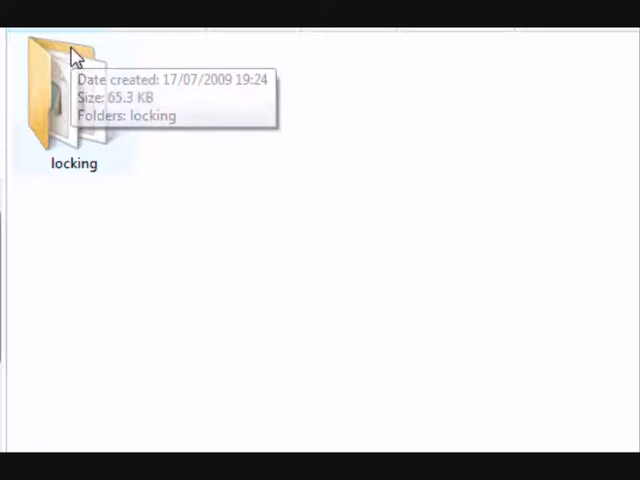 Date created: 17/07/2009 19:24
Size: 65.3 KB
Folders: locking
locking